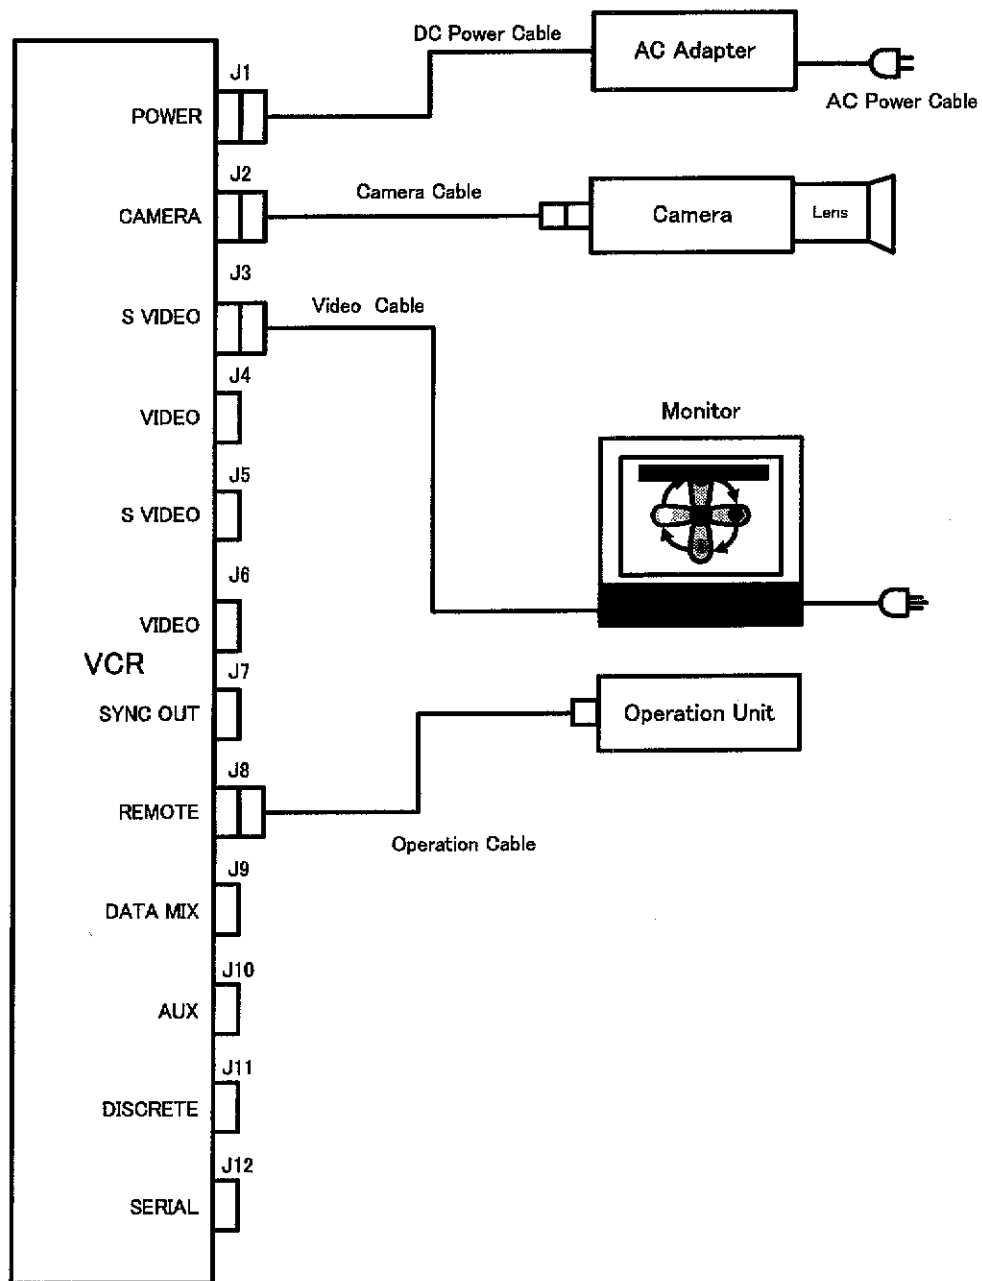 DC Power Cable
AC Adapter
AC Power Cable
J1
POWER
J2
CAMERA
Camera Cable
Camera
Lens
J3
S VIDEO
Video Cable
J4
VIDEO
Monitor
J5
S VIDEO
J6
VIDEO
VCR
J7
SYNC OUT
Operation Unit
J8
REMOTE
Operation Cable
J9
DATA MIX
J10
AUX
J11
DISCRETE
J12
SERIAL